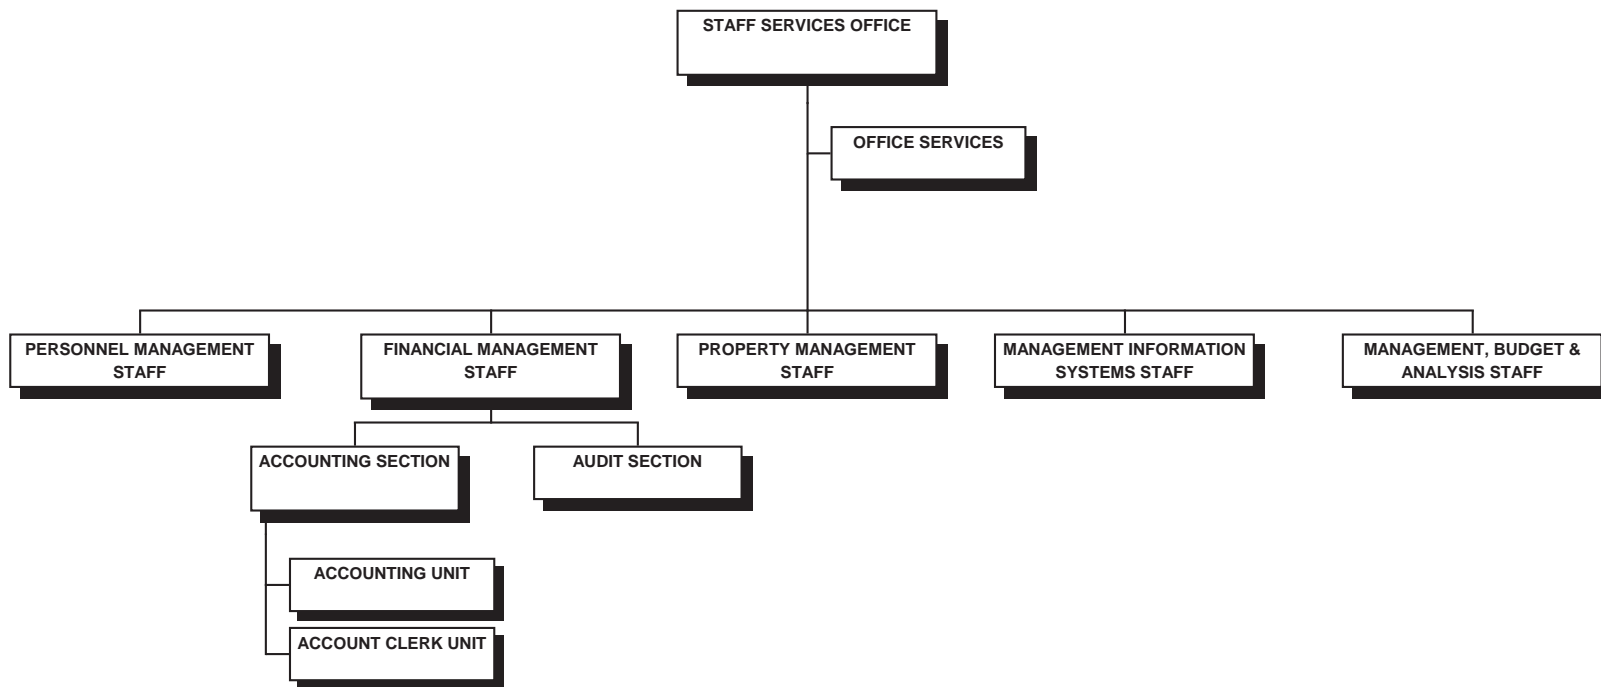 STAFF SERVICES OFFICE
OFFICE SERVICES
PERSONNEL MANAGEMENT
STAFF
FINANCIAL MANAGEMENT
STAFF
PROPERTY MANAGEMENT
STAFF
MANAGEMENT INFORMATION
SYSTEMS STAFF
MANAGEMENT, BUDGET &
ANALYSIS STAFF
ACCOUNTING SECTION
AUDIT SECTION
ACCOUNTING UNIT
ACCOUNT CLERK UNIT